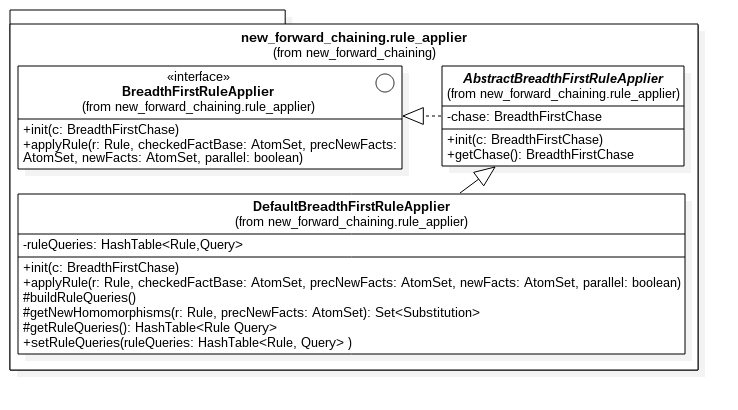 new_forward_chaining.rule_applier
(from new_forward_chaining)
«interface»
BreadthFirstRuleApplier
(from new_forward_chaining.rule_applier)
+init(c: BreadthFirstChase)
+applyRule(r: Rule, checkedFactBase: AtomSet, precNewFacts:
AtomSet, newFacts: AtomSet, parallel: boolean)
AbstractBreadthFirstRuleApplier
(from new_forward_chaining.rule_applier)
-chase: BreadthFirstChase
+init(c: BreadthFirstChase)
+getChase(): BreadthFirstChase
DefaultBreadthFirstRuleApplier
(from new_forward_chaining.rule_applier)
-ruleQueries: HashTable<Rule,Query>
+init(c: BreadthFirstChase)
+applyRule(r: Rule, checkedFactBase: AtomSet, precNewFacts: AtomSet, newFacts: AtomSet, parallel: boolean)
#buildRuleQueries()
#getNewHomomorphisms(r: Rule, precNewFacts: AtomSet): Set<Substitution>
#getRuleQueries(): HashTable<Rule Query>
+setRuleQueries(ruleQueries: HashTable<Rule, Query> )